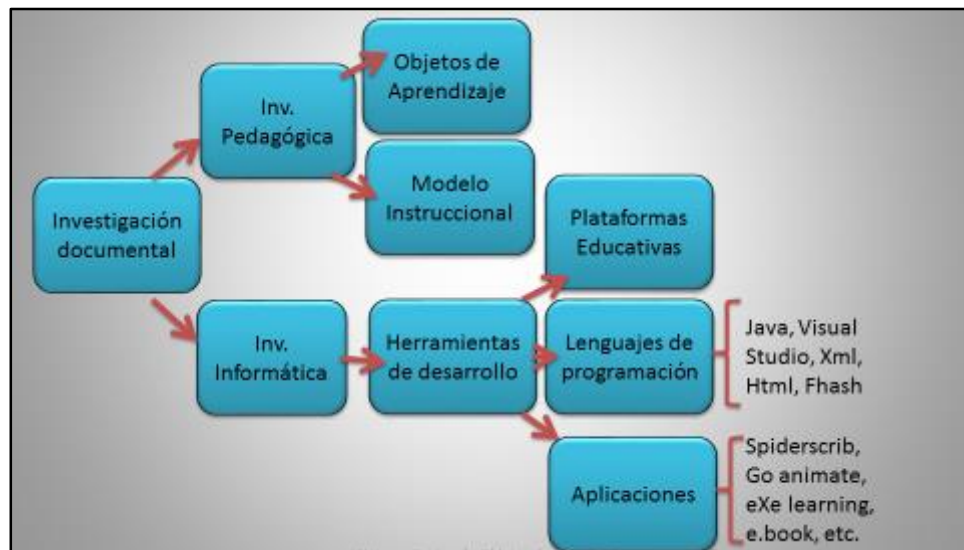 Objetos de
Aprendizaje
Inv.
Pedagógica
Modelo
Instruccional
Investigación
documental
Plataformas
Educativas
Inv.
Informática
Herramientas
de desarrollo
Lenguajes de
programación
Java, Visual
Studio, Xml,
Html, Fhash
Aplicaciones
Spiderscrib,
Go animate,
eXe learning,
e.book, etc.